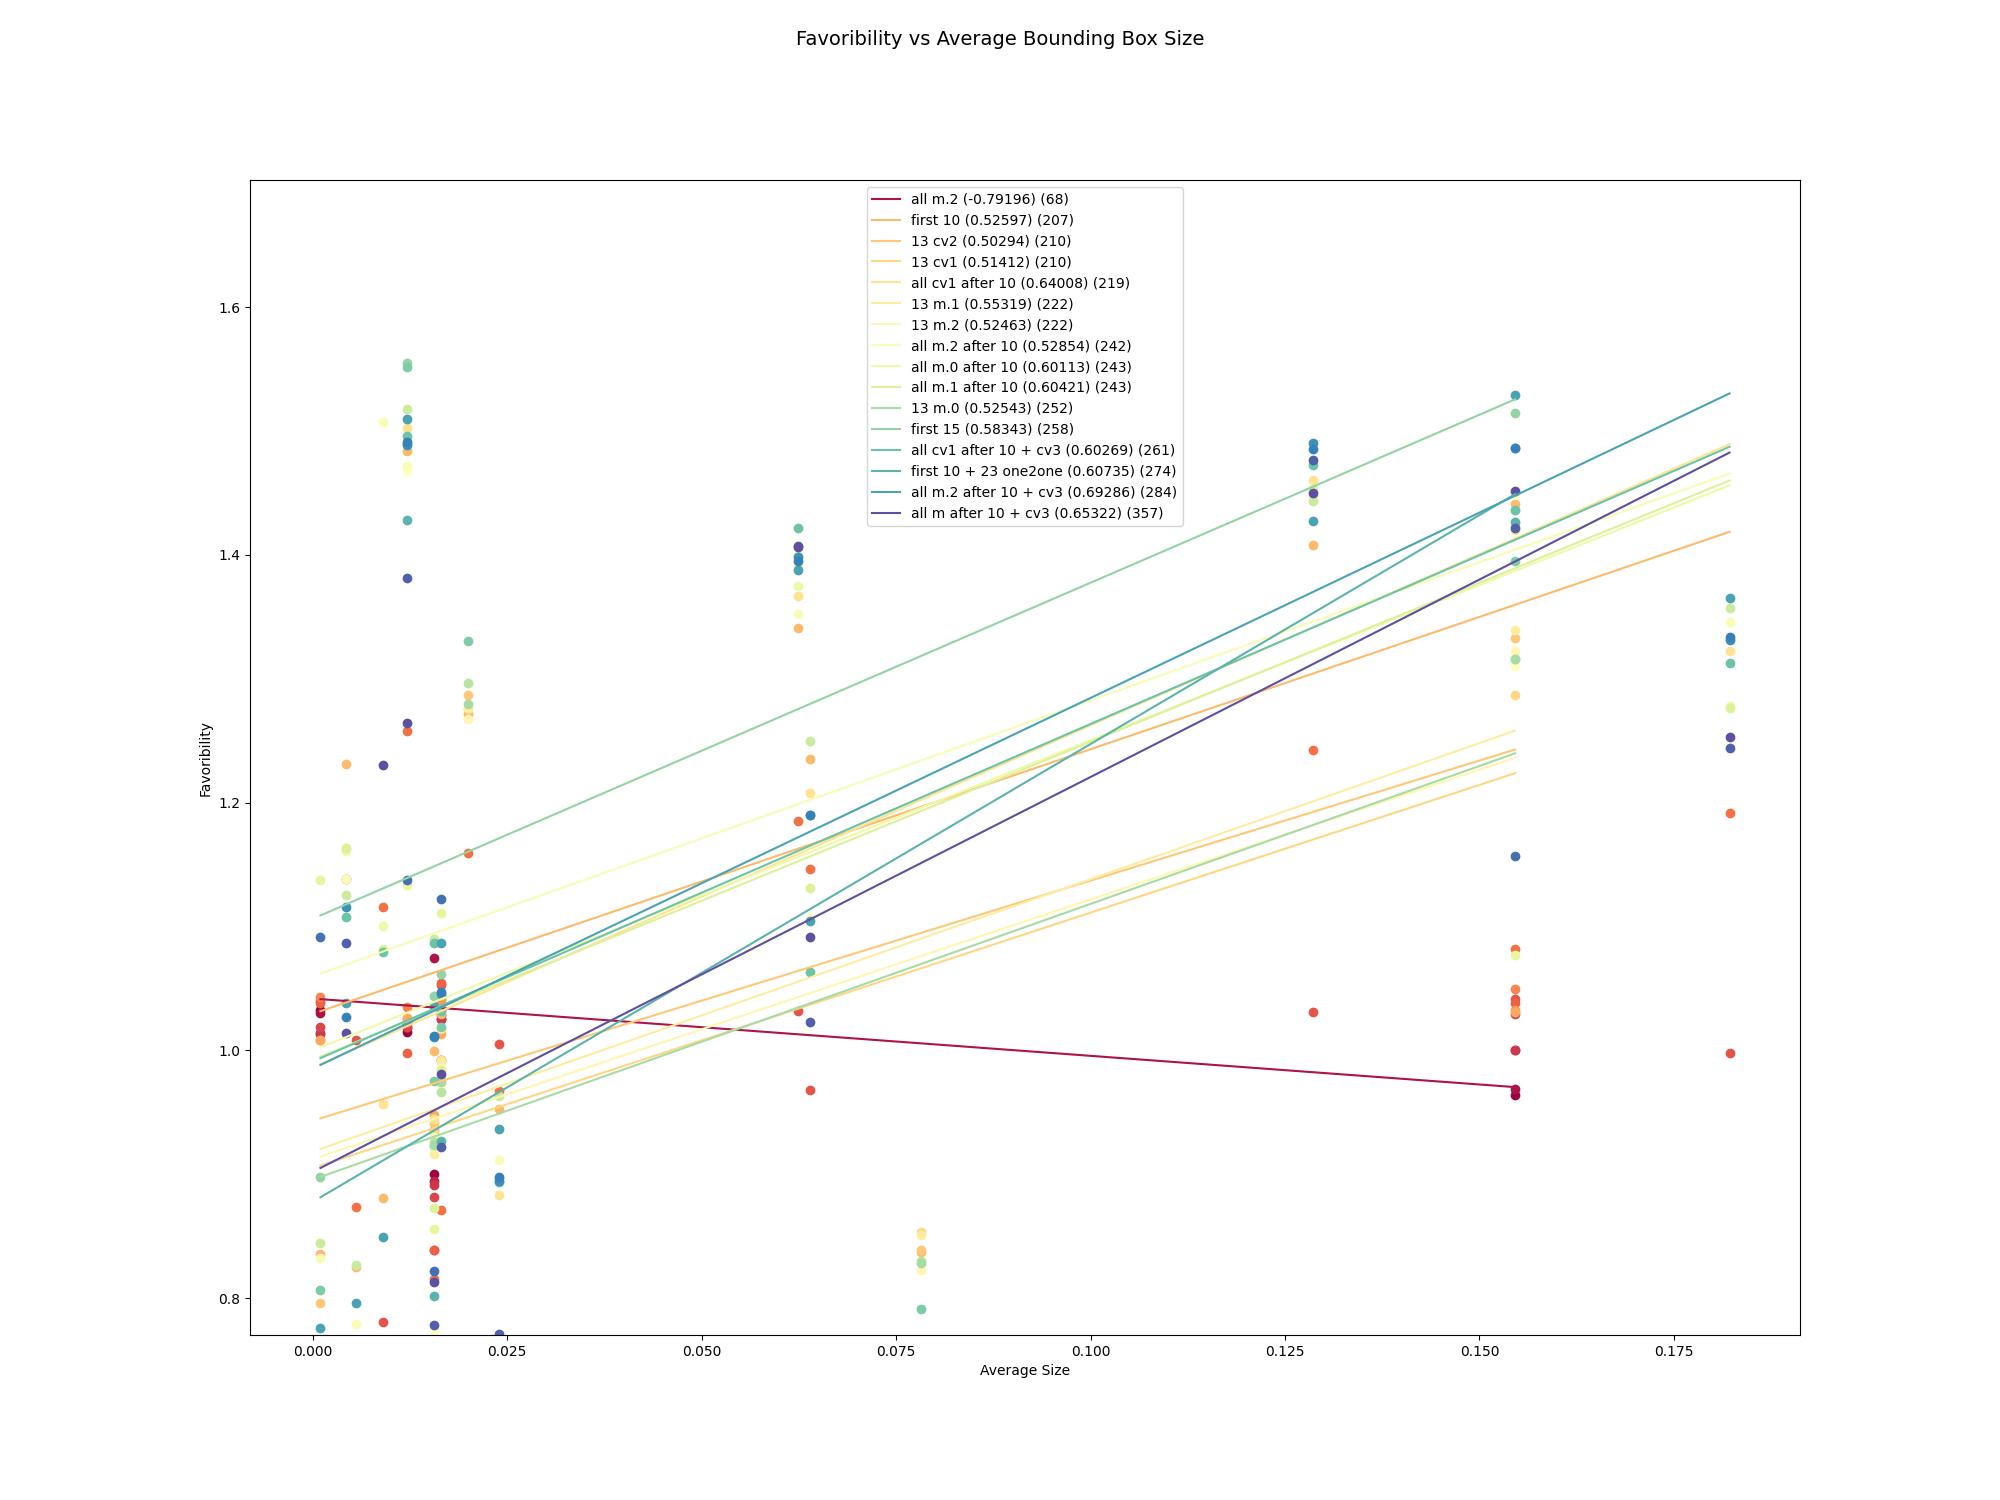 Favoribility vs Average Bounding Box Size
all m.2 (-0.79196) (68)
first 10 (0.52597) (207)
13 cv2 (0.50294) (210)
13 cv1 (0.51412) (210)
all cv1 after 10 (0.64008) (219)
13 m.1 (0.55319) (222)
13 m.2 (0.52463) (222)
all m.2 after 10 (0.52854) (242)
all m.0 after 10 (0.60113) (243)
all m.1 after 10 (0.60421) (243)
13 m.0 (0.52543) (252)
first 15 (0.58343) (258)
all cv1 after 10 + cv3 (0.60269) (261)
first 10 + 23 one2one (0.60735) (274)
all m.2 after 10 + cv3 (0.69286) (284)
all m after 10 + cv3 (0.65322) (357)
1.6
1.4
1.2
1.0
0.8
Favoribility
0.000 0.025 0.050 0.075 0.100 0.125 0.150 0.175
Average Size